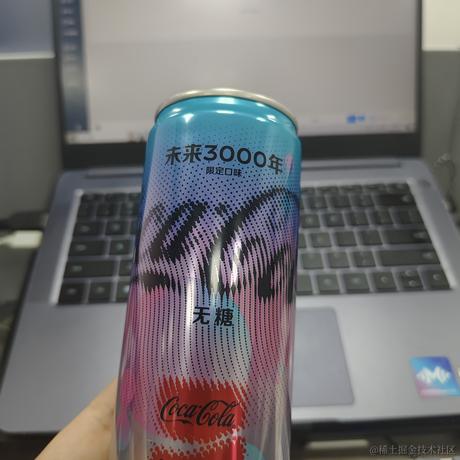 未来3000年
限定口味
无糖
Coca-Cola
@稀土掘金技术社区